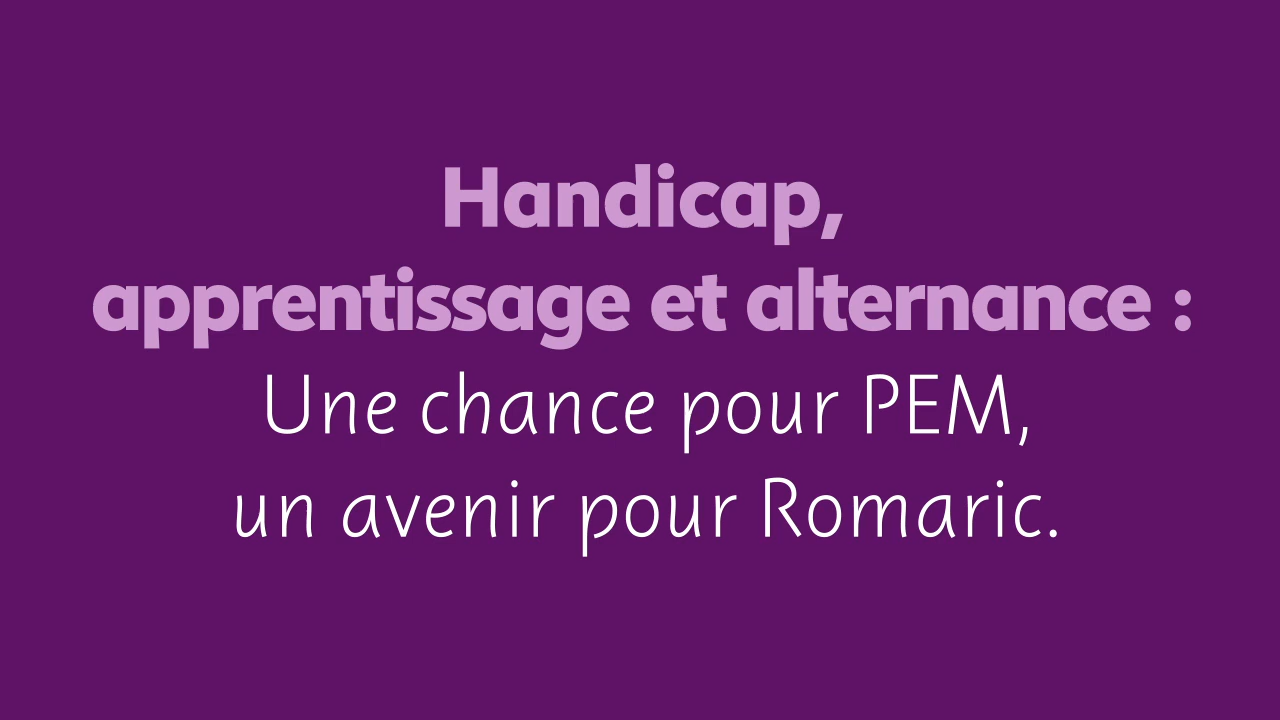 Handicap,
apprentissage et alternance :
Une chance pour PEM,
un avenir pour Romaric.